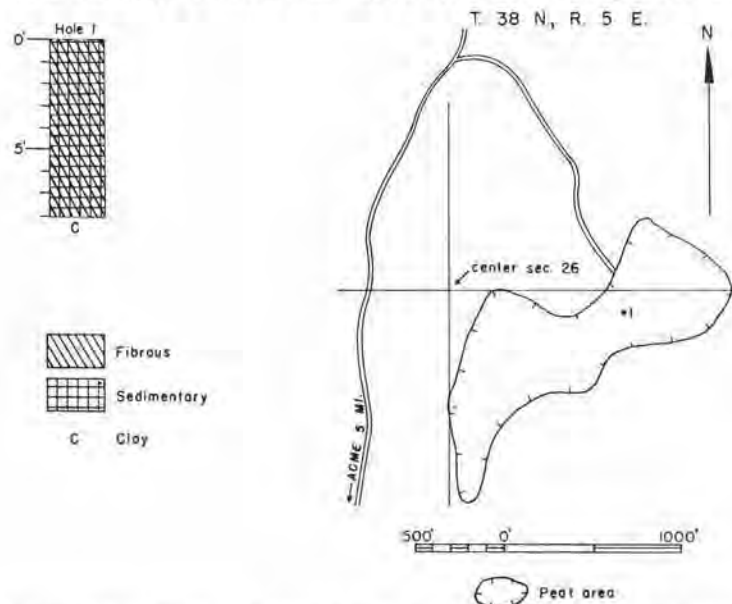 T. 38 N, R. 5 E.
N
Hole 1
0'
5'
C
center sec. 26
•1
Fibrous
Sedimentary
C Clay
←ACME 5 MI.
500' 0' 1000'
Peat area